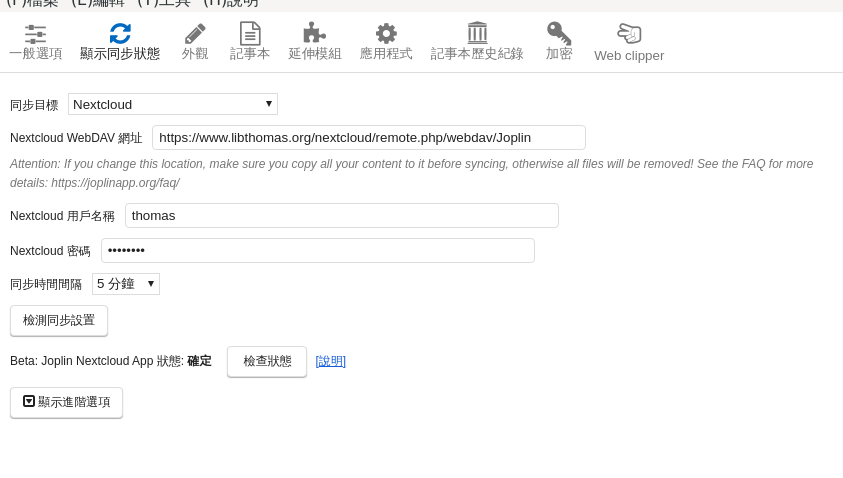 (F)檔案 (E)編輯 (T)工具 (H)說明
一般選項 顯示同步狀態 外觀 記事本 延伸模組 應用程式 記事本歷史紀錄 加密 Web clipper
同步目標 Nextcloud
Nextcloud WebDAV 網址 https://www.libthomas.org/nextcloud/remote.php/webdav/Joplin
Attention: If you change this location, make sure you copy all your content to it before syncing, otherwise all files will be removed! See the FAQ for more
details: https://joplinapp.org/faq/
Nextcloud 用戶名稱 thomas
Nextcloud 密碼 ••••••••
同步時間間隔 5 分鐘
檢測同步設置
Beta: Joplin Nextcloud App 狀態: 確定 檢查狀態 [說明]
顯示進階選項